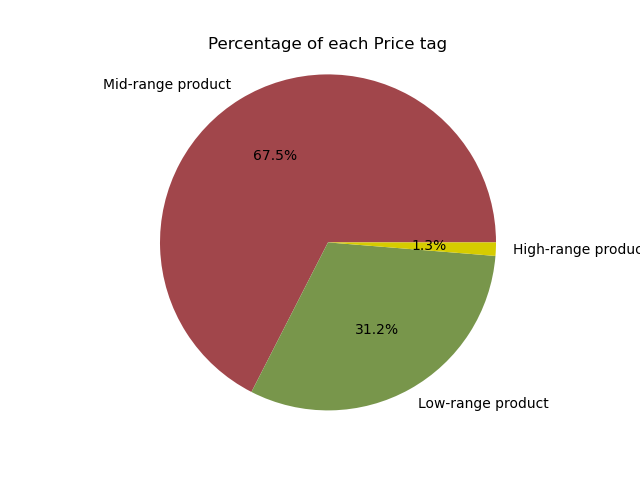 Percentage of each Price tag
Mid-range product
67.5%
1.3%
High-range produc
31.2%
Low-range product